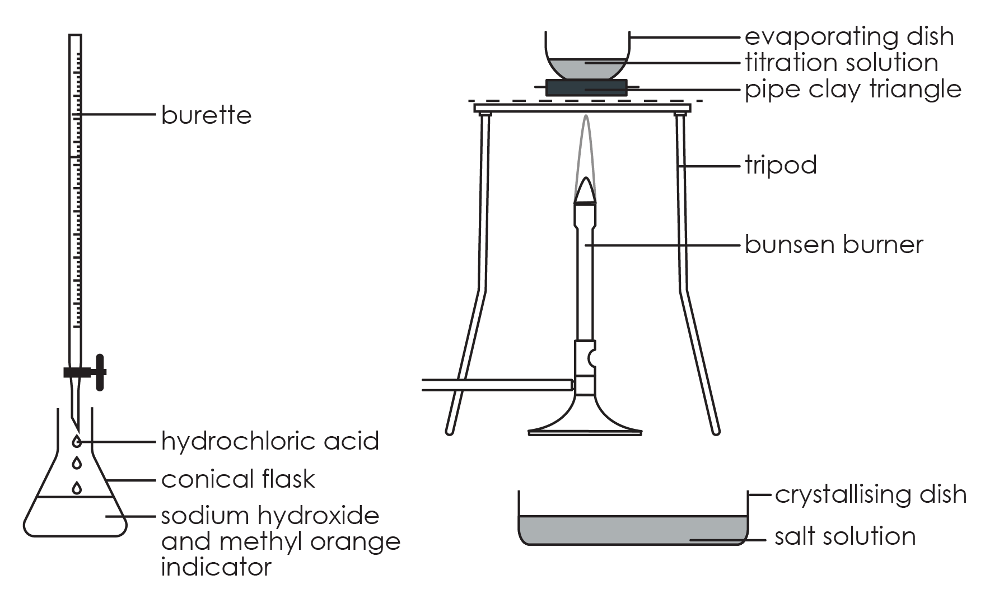 burette
hydrochloric acid
conical flask
sodium hydroxide
and methyl orange
indicator
evaporating dish
titration solution
pipe clay triangle
tripod
bunsen burner
crystallising dish
salt solution